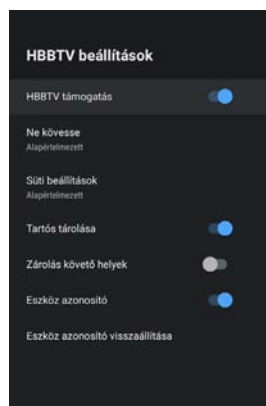 HBBTV beállítások
HBBTV támogatás
Ne kövesse
Alapértelmezett
Süti beállítások
Alapértelmezett
Tartós tárolása
Zárolás követő helyek
Eszköz azonosító
Eszköz azonosító visszaállítása